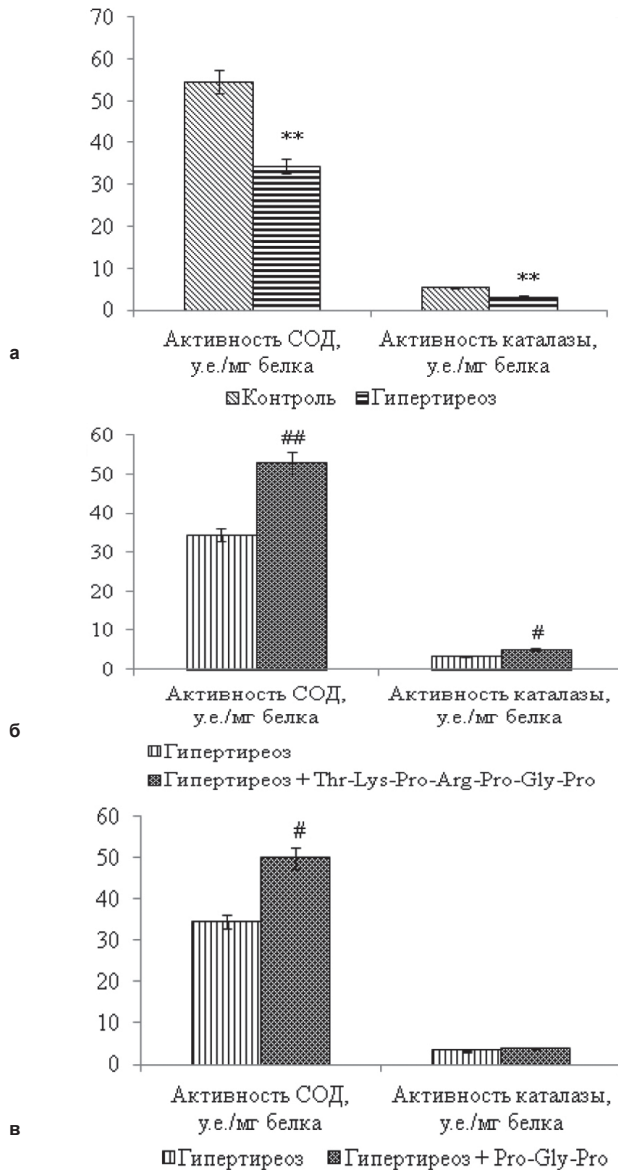 70
60
50
40
30
20
10
0
**
**
Активность СОД,
у.е./мг белка
Активность каталазы,
у.е./мг белка
а
Контроль Гипертиреоз
60
50
40
30
20
10
0
##
#
Активность СОД,
у.е./мг белка
Активность каталазы,
у.е./мг белка
б
Гипертиреоз
Гипертиреоз + Thr-Lys-Pro-Arg-Pro-Gly-Pro
60
50
40
30
20
10
0
#
Активность СОД,
у.е./мг белка
Активность каталазы,
у.е./мг белка
в
Гипертиреоз Гипертиреоз + Pro-Gly-Pro